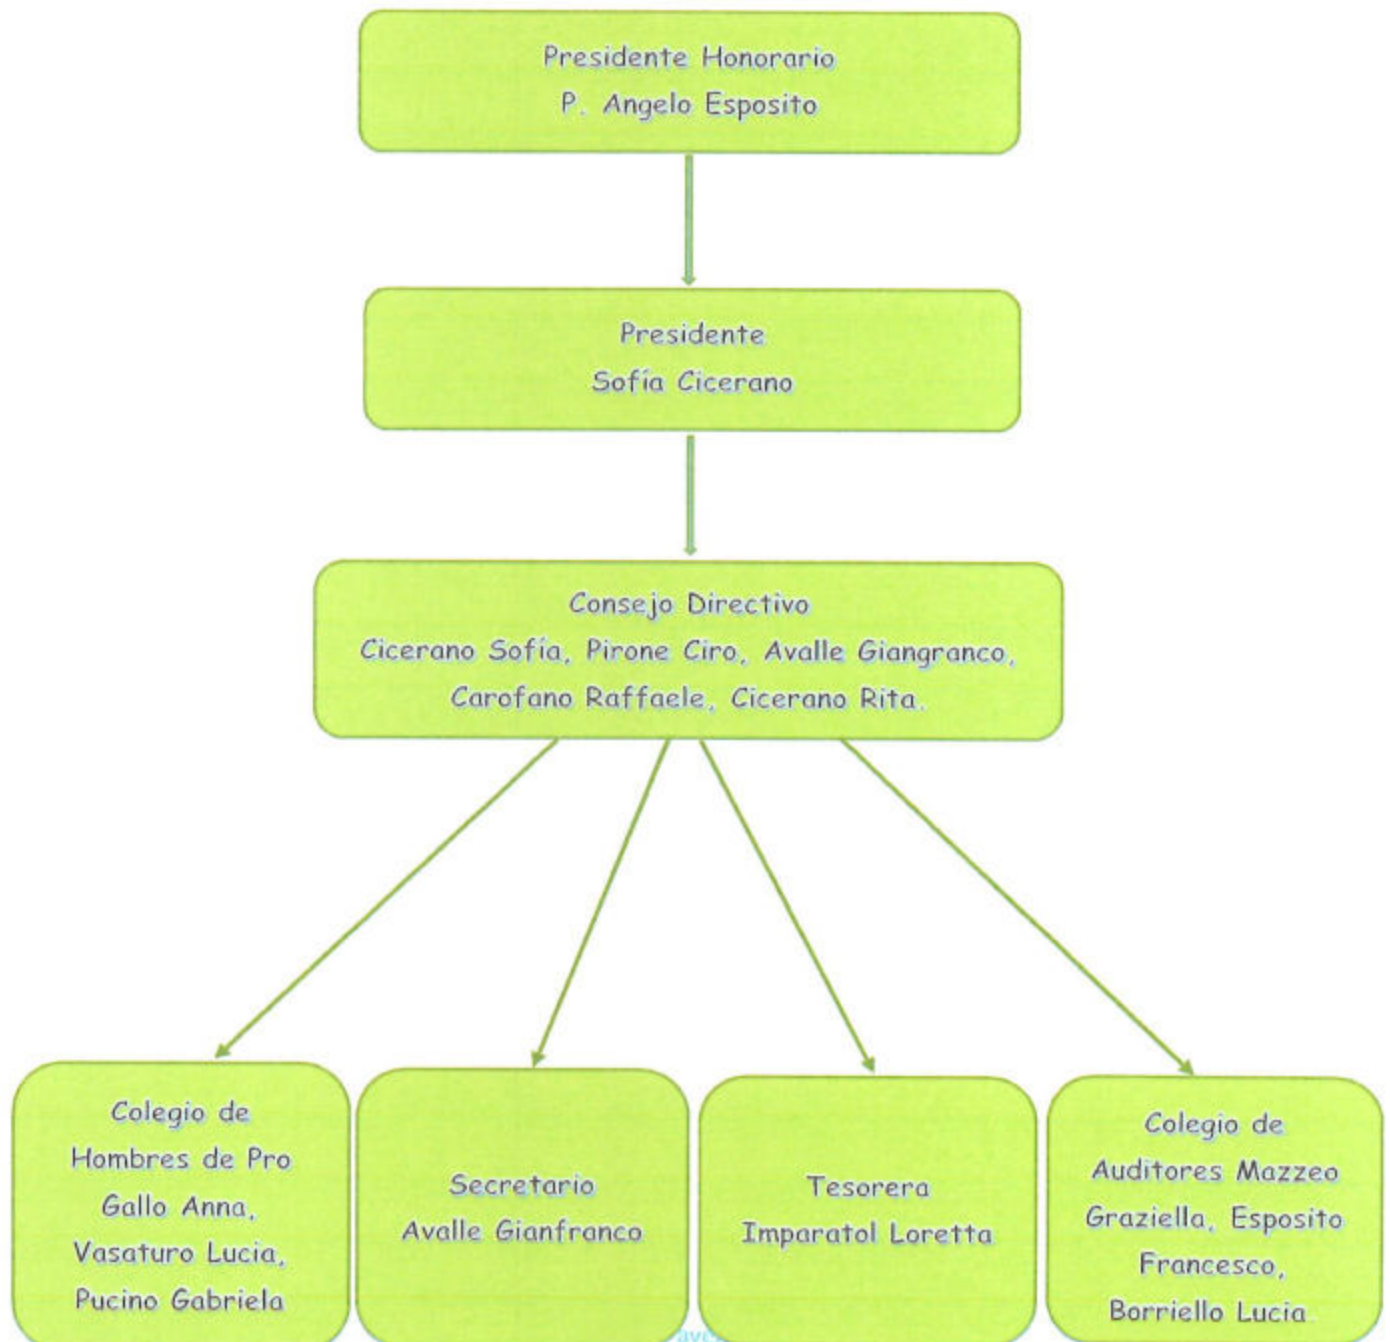 Presidente Honorario
P. Angelo Esposito
Presidente
Sofía Cicerano
Consejo Directivo
Cicerano Sofía, Pirone Ciro, Avalle Giangranco,
Carofano Raffaele, Cicerano Rita.
Colegio de
Hombres de Pro
Gallo Anna,
Vasaturo Lucia,
Pucino Gabriela
Secretario
Avalle Gianfranco
Tesorera
Imparatol Loretta
Colegio de
Auditores Mazzeo
Graziella, Esposito
Francesco,
Borriello Lucia